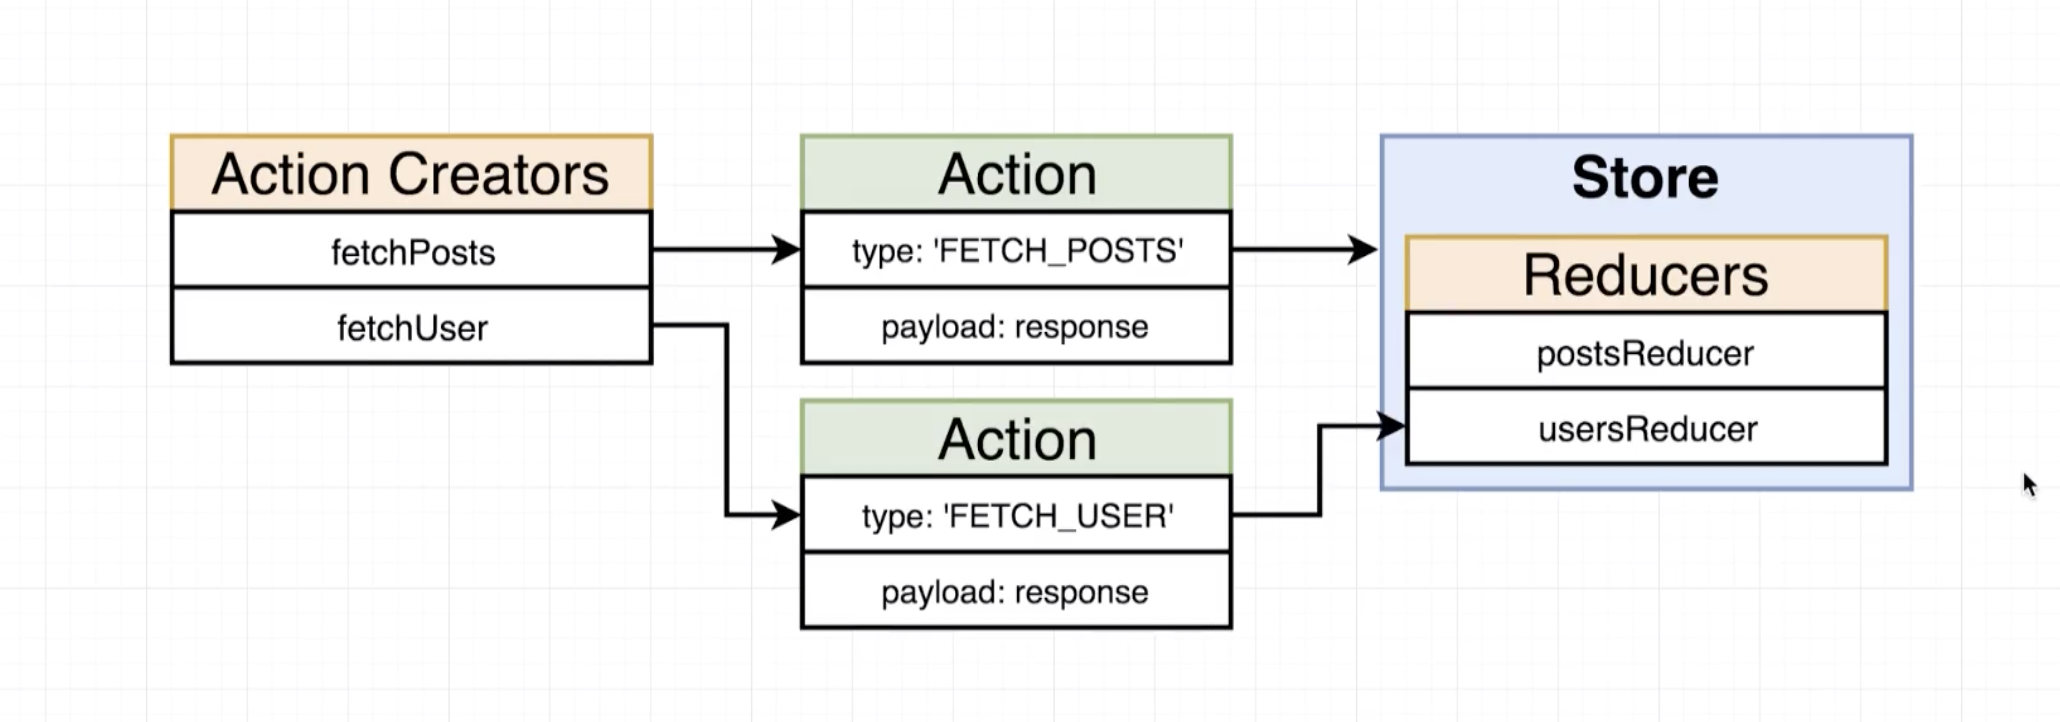 Action Creators
fetchPosts
fetchUser
Action
type: 'FETCH_POSTS'
payload: response
Action
type: 'FETCH_USER'
payload: response
Store
Reducers
postsReducer
usersReducer